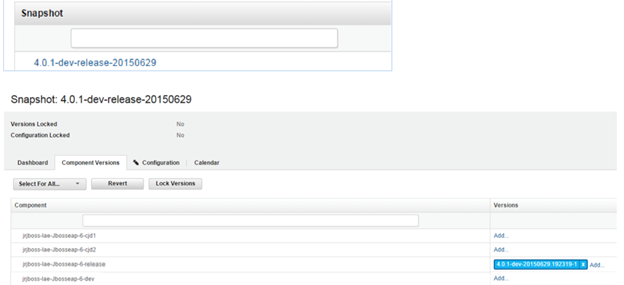 Snapshot
4.0.1-dev-release-20150629
Snapshot: 4.0.1-dev-release-20150629
Versions Locked No
Configuration Locked No
Dashboard Component Versions Configuration Calendar
Select For All... Revert Lock Versions
Component Versions
jrjboss-lae-Jbosseap-6-cjd1 Add...
jrjboss-lae-Jbosseap-6-cjd2 Add...
jrjboss-lae-Jbosseap-6-release 4.0.1-dev-20150629.192319-1 x Add...
jrjboss-lae-Jbosseap-6-dev Add...